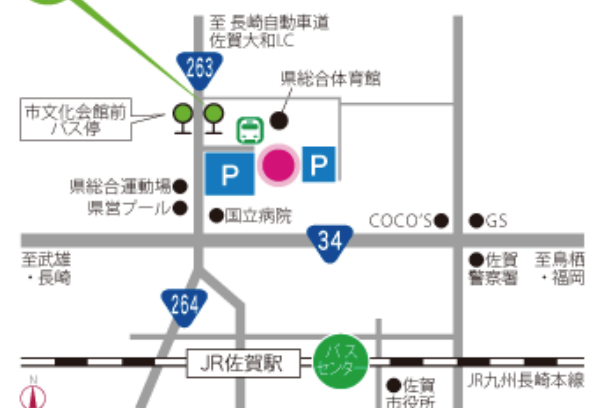 至 長崎自動車道
佐賀大和I.C
263
県総合体育館
市文化会館前
バス停
P
P
県総合運動場
県営プール
国立病院
COCO'S
GS
34
至武雄
・長崎
佐賀
警察署
至鳥栖
・福岡
264
JR佐賀駅
バス
センター
JR九州長崎本線
N
佐賀
市役所